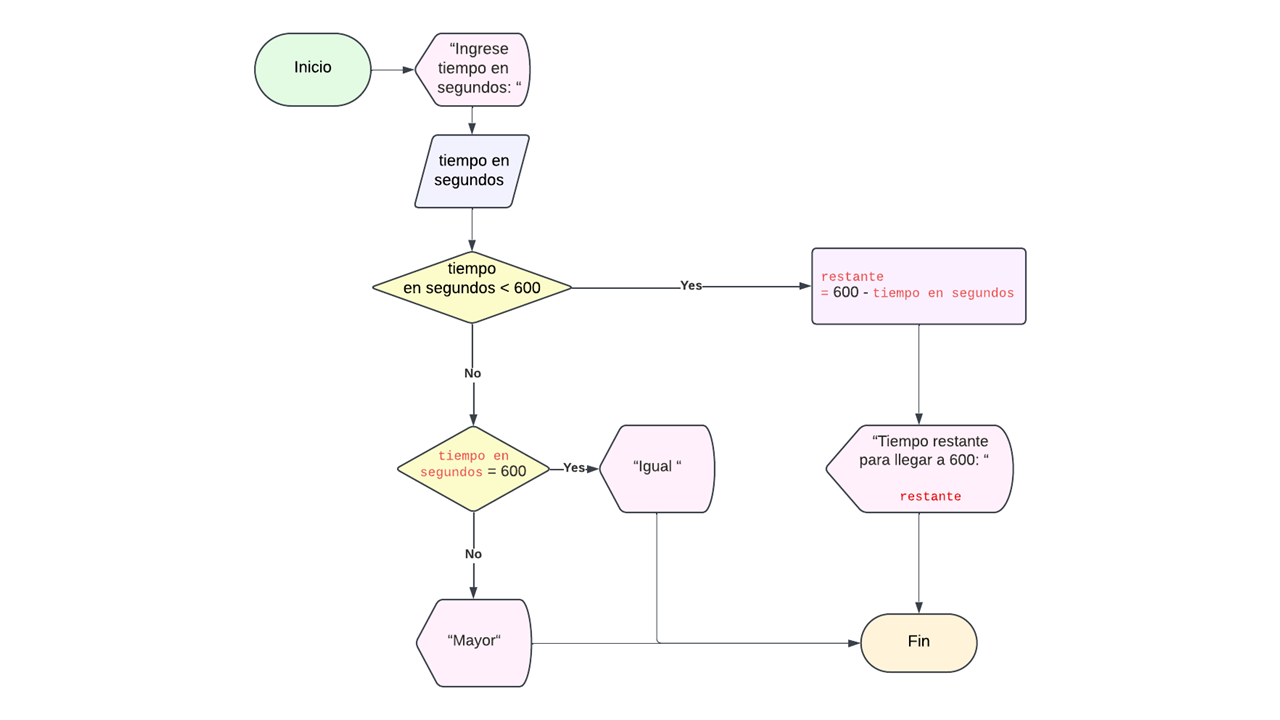 Inicio
“Ingrese
tiempo en
segundos: “
tiempo en
segundos
tiempo
en segundos < 600
Yes
restante
= 600 - tiempo en segundos
No
tiempo en
segundos = 600
Yes
“Igual “
“Tiempo restante
para llegar a 600: “
restante
No
“Mayor“
Fin